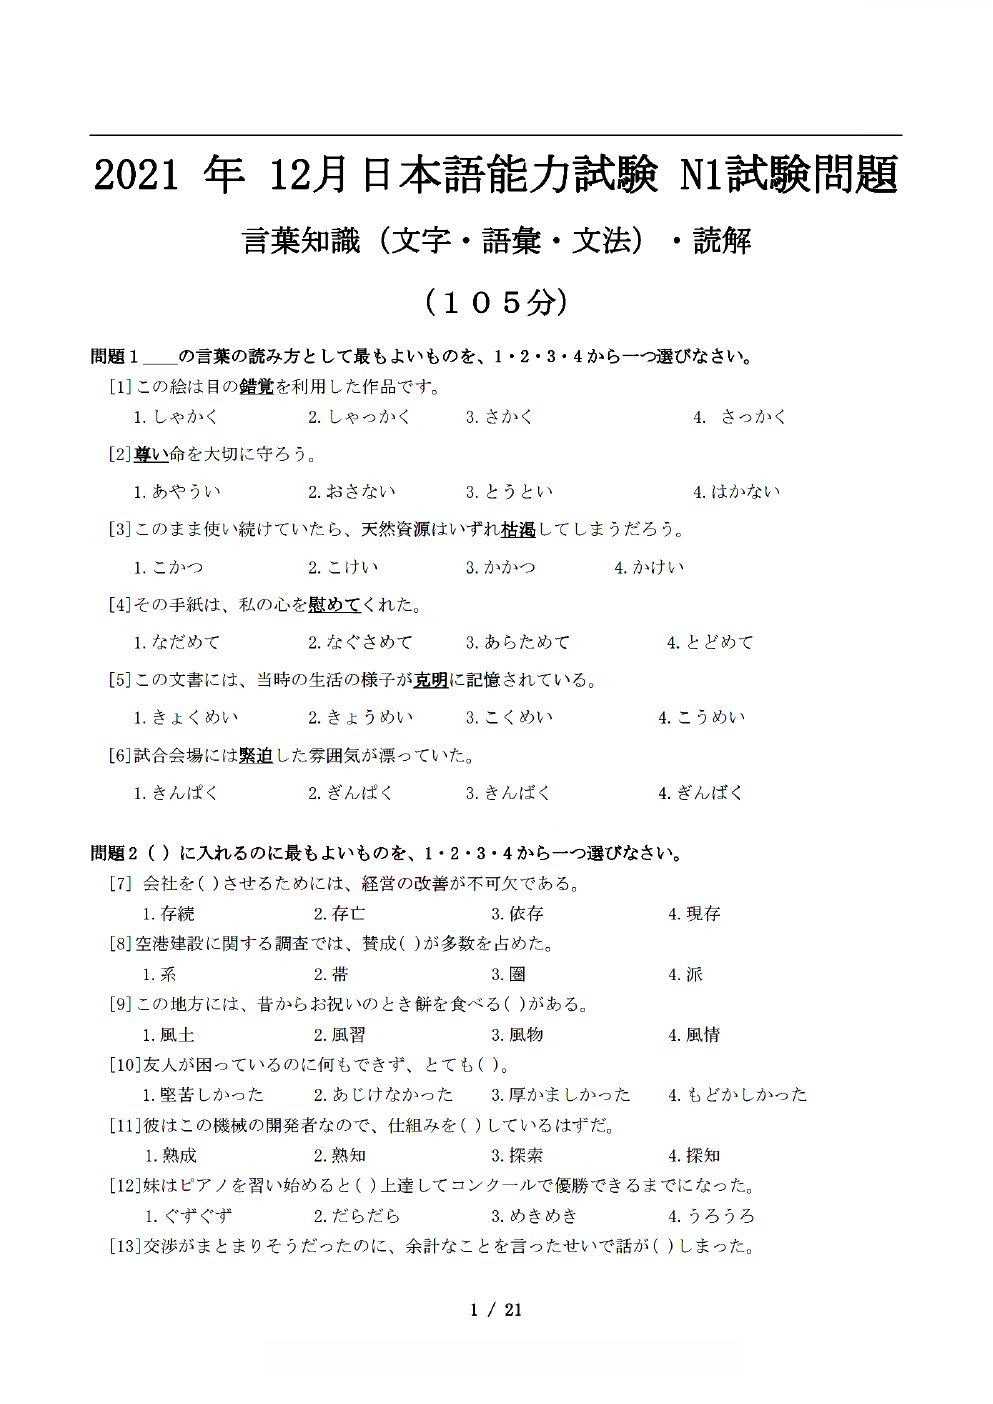 2021 年 12月日本語能力試験 N1試験問題
言葉知識（文字・語彙・文法）・読解
（１０５分）
問題１____の言葉の読み方として最もよいものを、1・2・3・4から一つ選びなさい。
[1]この絵は目の錯覚を利用した作品です。
1.しゃかく 2.しゃっかく 3.さかく 4. さっかく
[2]尊い命を大切に守ろう。
1.あやうい 2.おさない 3.とうとい 4.はかない
[3]このまま使い続けていたら、天然資源はいずれ枯渇してしまうだろう。
1.こかつ 2.こけい 3.かかつ 4.かけい
[4]その手紙は、私の心を慰めてくれた。
1.なだめて 2.なぐさめて 3.あらためて 4.とどめて
[5]この文書には、当時の生活の様子が克明に記憶されている。
1.きょくめい 2.きょうめい 3.こくめい 4.こうめい
[6]試合会場には緊迫した雰囲気が漂っていた。
1.きんぱく 2.ぎんぱく 3.きんばく 4.ぎんばく
問題２（ ）に入れるのに最もよいものを、1・2・3・4から一つ選びなさい。
[7] 会社を( )させるためには、経営の改善が不可欠である。
1.存続 2.存亡 3.依存 4.現存
[8]空港建設に関する調査では、賛成( )が多数を占めた。
1.系 2.帯 3.圏 4.派
[9]この地方には、昔からお祝いのとき餅を食べる( )がある。
1.風土 2.風習 3.風物 4.風情
[10]友人が困っているのに何もできず、とても( )。
1.堅苦しかった 2.あじけなかった 3.厚かましかった 4.もどかしかった
[11]彼はこの機械の開発者なので、仕組みを( )しているはずだ。
1.熟成 2.熟知 3.探索 4.探知
[12]妹はピアノを習い始めると( )上達してコンクールで優勝できるまでになった。
1.ぐずぐず 2.だらだら 3.めきめき 4.うろうろ
[13]交渉がまとまりそうだったのに、余計なことを言ったせいで話が( )しまった。
1 / 21